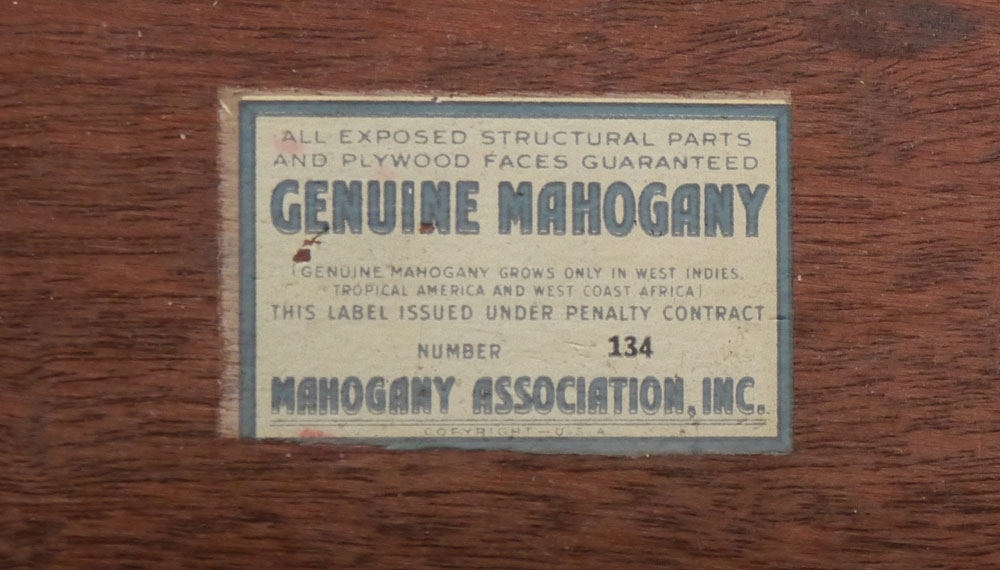 ALL EXPOSED STRUCTURAL PARTS
AND PLYWOOD FACES GUARANTEED
GENUINE MAHOGANY
(GENUINE MAHOGANY GROWS ONLY IN WEST INDIES,
TROPICAL AMERICA AND WEST COAST AFRICA)
THIS LABEL ISSUED UNDER PENALTY CONTRACT
NUMBER 134
MAHOGANY ASSOCIATION, INC.
COPYRIGHT—U.S.A.